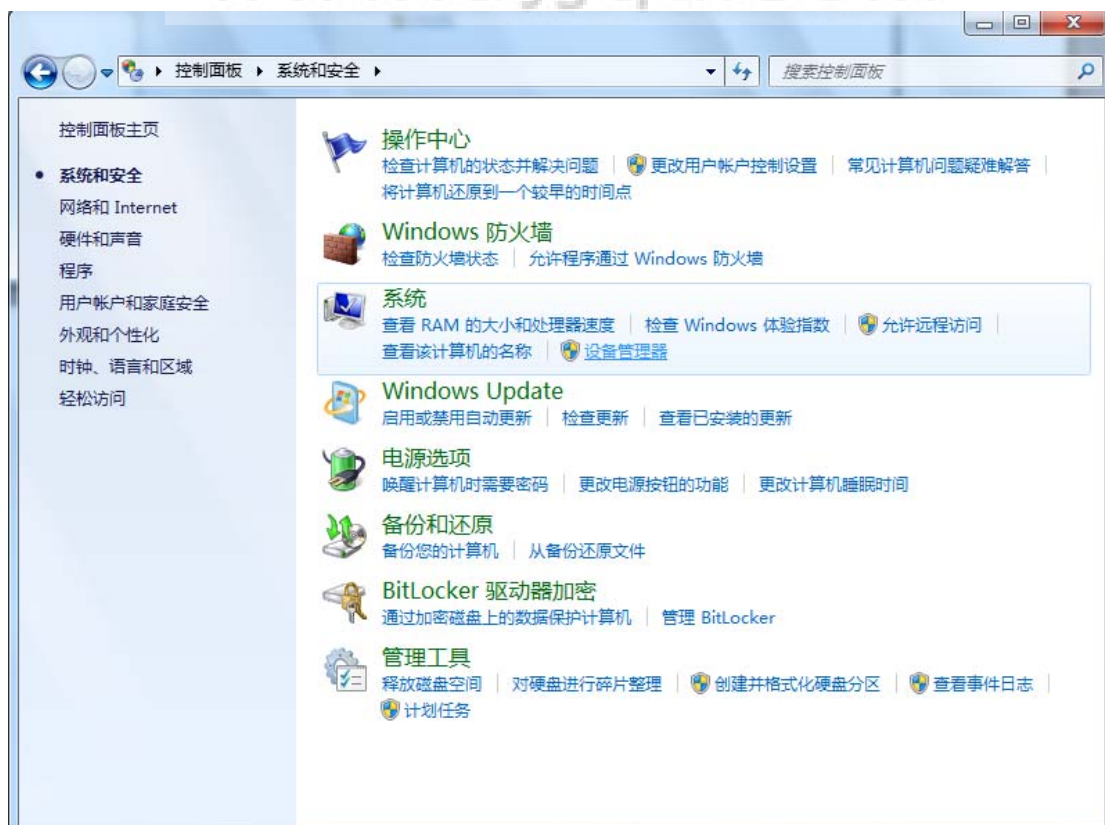 控制面板 ▸ 系统和安全 ▸
搜索控制面板
控制面板主页
系统和安全
网络和 Internet
硬件和声音
程序
用户帐户和家庭安全
外观和个性化
时钟、语言和区域
轻松访问
操作中心
检查计算机的状态并解决问题 更改用户帐户控制设置 常见计算机问题疑难解答
将计算机还原到一个较早的时间点
Windows 防火墙
检查防火墙状态 允许程序通过 Windows 防火墙
系统
查看 RAM 的大小和处理器速度 检查 Windows 体验指数 允许远程访问
查看该计算机的名称 设备管理器
Windows Update
启用或禁用自动更新 检查更新 查看已安装的更新
电源选项
唤醒计算机时需要密码 更改电源按钮的功能 更改计算机睡眠时间
备份和还原
备份您的计算机 从备份还原文件
BitLocker 驱动器加密
通过加密磁盘上的数据保护计算机 管理 BitLocker
管理工具
释放磁盘空间 对硬盘进行碎片整理 创建并格式化硬盘分区 查看事件日志
计划任务